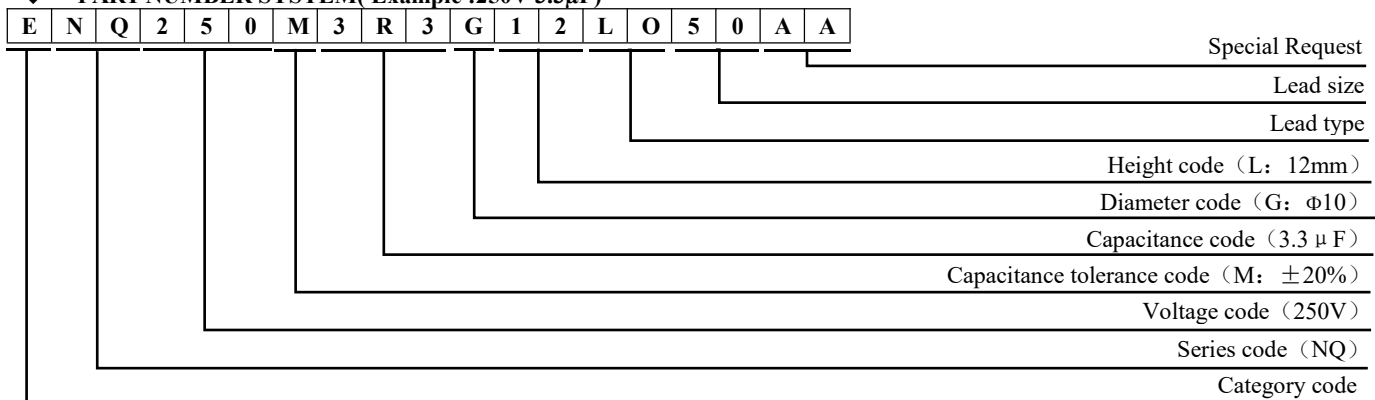 PART NUMBER SYSTEM( Example :250V 3.3μF)
E N Q 2 5 0 M 3 R 3 G 1 2 L O 5 0 A A
Special Request
Lead size
Lead type
Height code（L：12mm）
Diameter code（G：Φ10）
Capacitance code（3.3 μ F）
Capacitance tolerance code（M：±20%）
Voltage code（250V）
Series code（NQ）
Category code